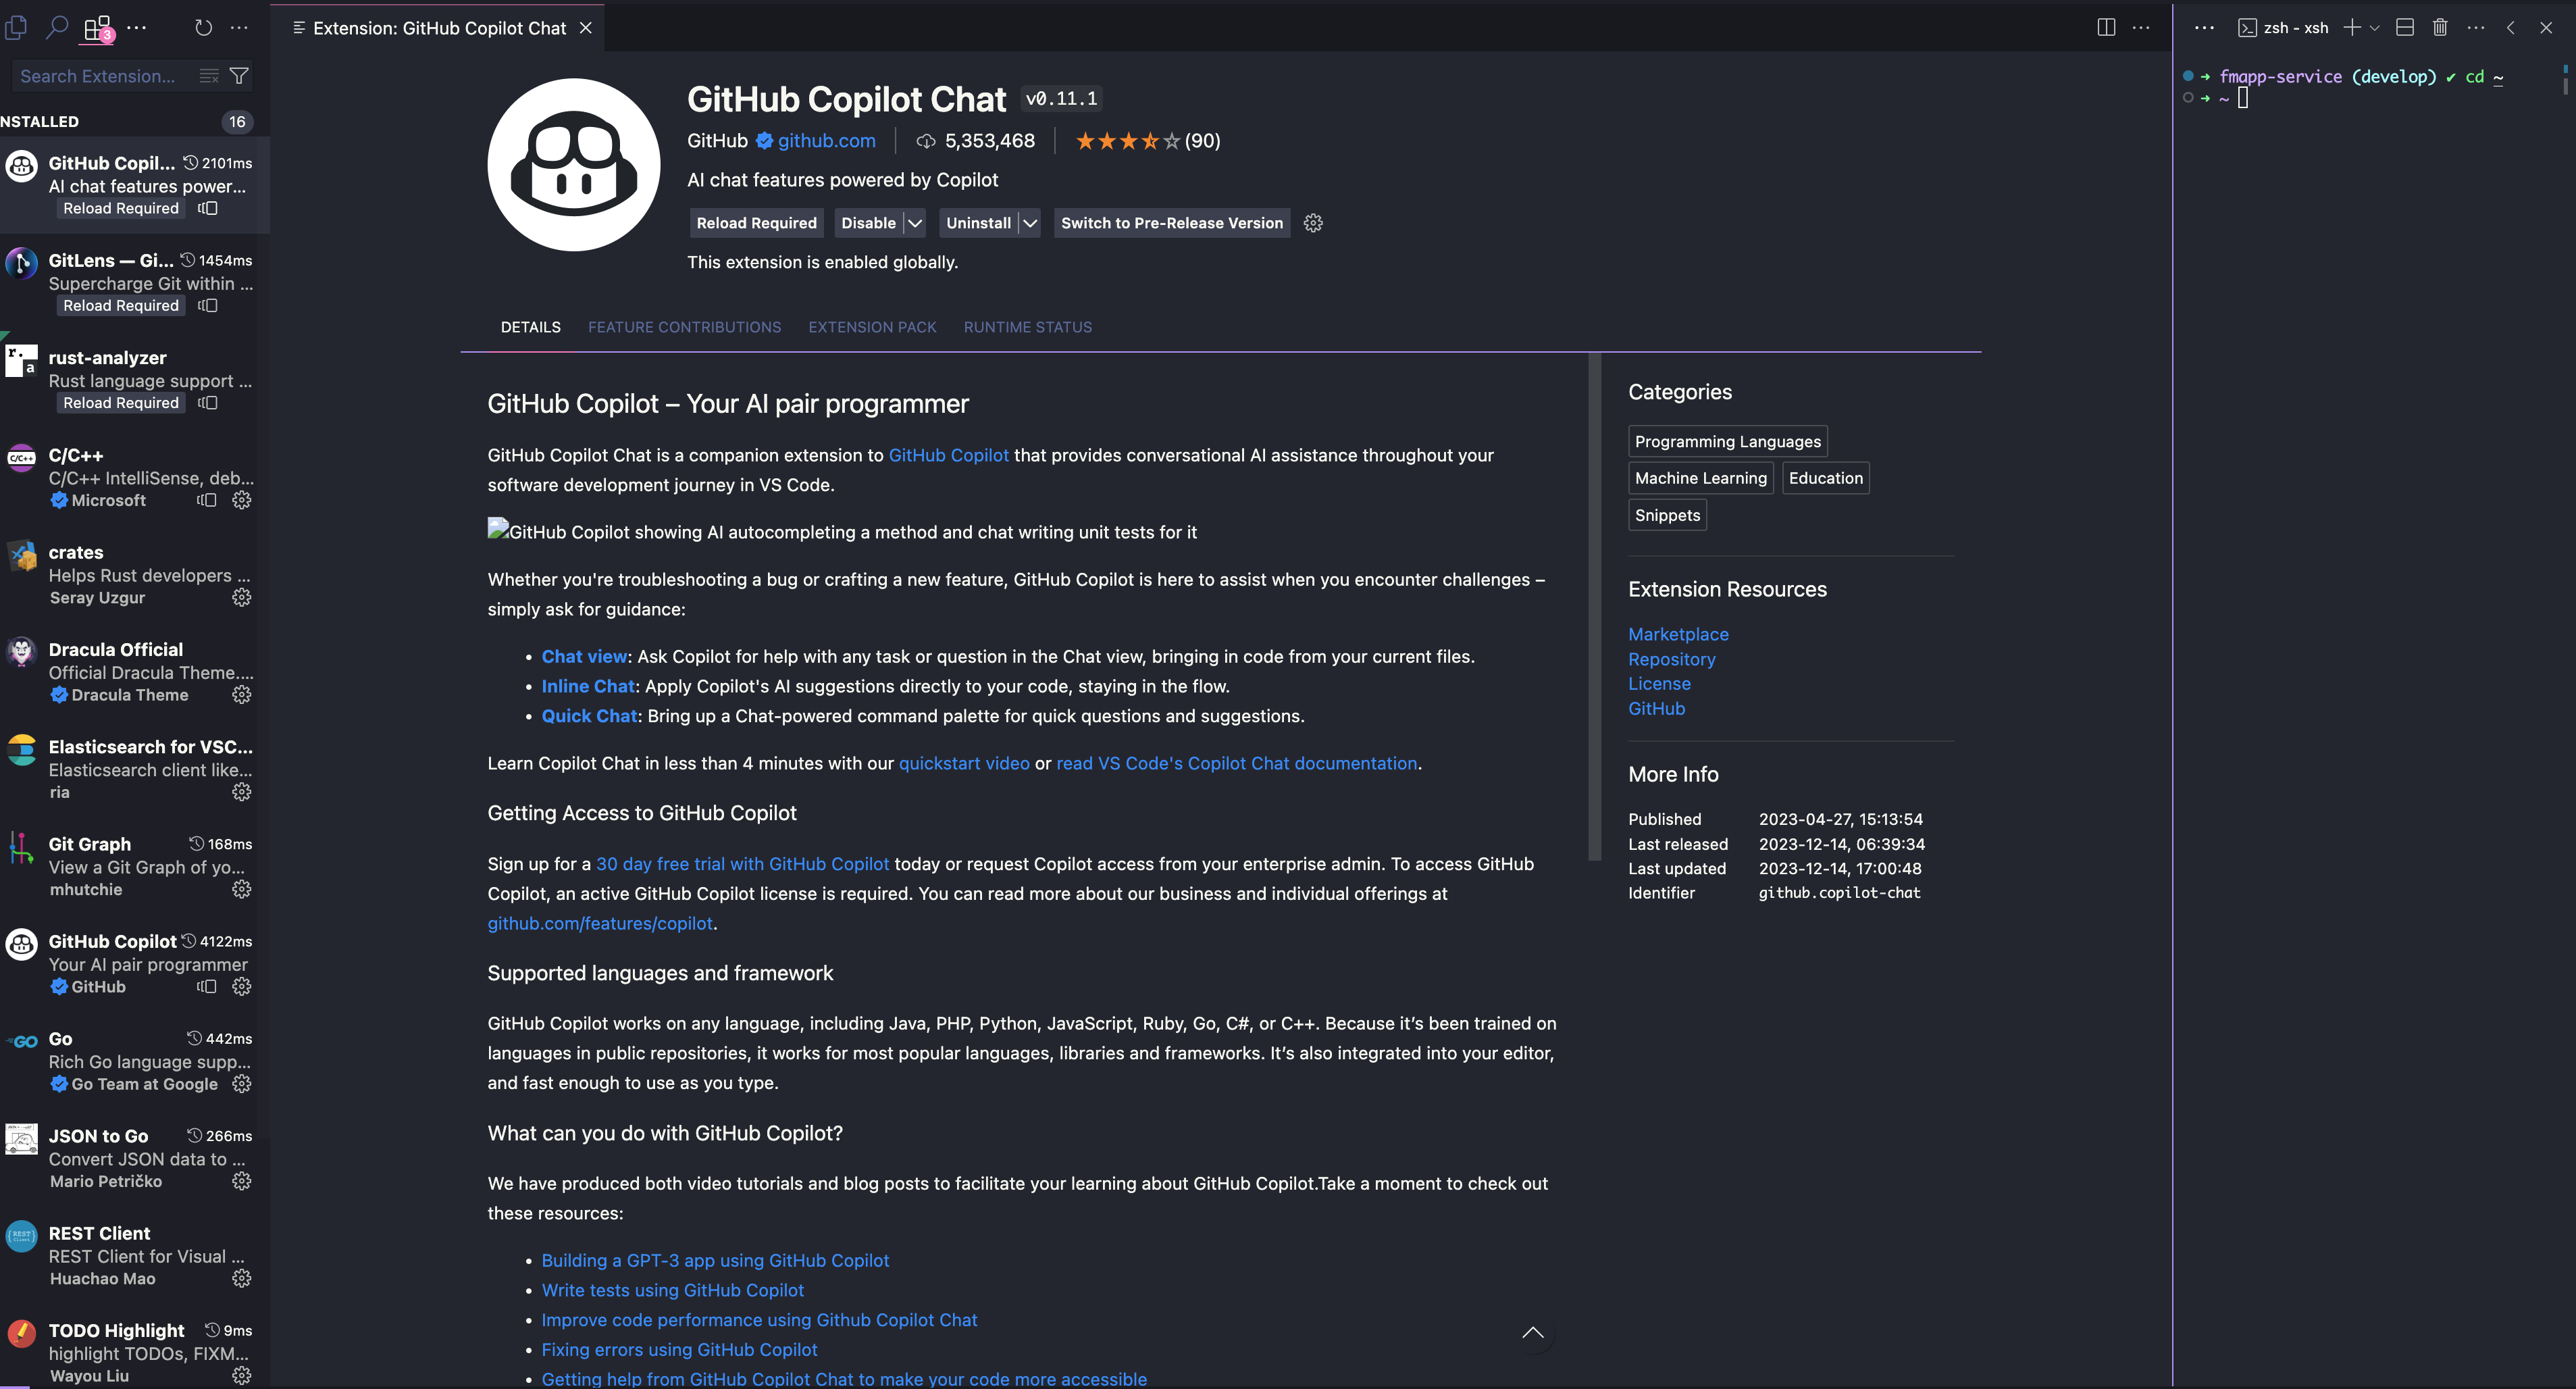 3
Search Extension...
NSTALLED
16
GitHub Copil... 2101ms
AI chat features power...
Reload Required
GitLens — Gi... 1454ms
Supercharge Git within ...
Reload Required
r.
a
rust-analyzer
Rust language support ...
Reload Required
C/C++
C/C++
C/C++ IntelliSense, deb...
Microsoft
crates
Helps Rust developers ...
Seray Uzgur
Dracula Official
Official Dracula Theme....
Dracula Theme
Elasticsearch for VSC...
Elasticsearch client like...
ria
Git Graph 168ms
View a Git Graph of yo...
mhutchie
GitHub Copilot 4122ms
Your AI pair programmer
GitHub
GO
Go 442ms
Rich Go language supp...
Go Team at Google
JSON to Go 266ms
Convert JSON data to ...
Mario Petričko
REST Client
REST Client for Visual ...
Huachao Mao
TODO Highlight 9ms
highlight TODOs, FIXM...
Wayou Liu
Extension: GitHub Copilot Chat
GitHub Copilot Chat v0.11.1
GitHub github.com 5,353,468 (90)
AI chat features powered by Copilot
Reload Required Disable Uninstall Switch to Pre-Release Version
This extension is enabled globally.
DETAILS FEATURE CONTRIBUTIONS EXTENSION PACK RUNTIME STATUS
GitHub Copilot – Your AI pair programmer
GitHub Copilot Chat is a companion extension to GitHub Copilot that provides conversational AI assistance throughout your
software development journey in VS Code.
GitHub Copilot showing AI autocompleting a method and chat writing unit tests for it
Whether you're troubleshooting a bug or crafting a new feature, GitHub Copilot is here to assist when you encounter challenges –
simply ask for guidance:
• Chat view: Ask Copilot for help with any task or question in the Chat view, bringing in code from your current files.
• Inline Chat: Apply Copilot's AI suggestions directly to your code, staying in the flow.
• Quick Chat: Bring up a Chat-powered command palette for quick questions and suggestions.
Learn Copilot Chat in less than 4 minutes with our quickstart video or read VS Code's Copilot Chat documentation.
Getting Access to GitHub Copilot
Sign up for a 30 day free trial with GitHub Copilot today or request Copilot access from your enterprise admin. To access GitHub
Copilot, an active GitHub Copilot license is required. You can read more about our business and individual offerings at
github.com/features/copilot.
Supported languages and framework
GitHub Copilot works on any language, including Java, PHP, Python, JavaScript, Ruby, Go, C#, or C++. Because it’s been trained on
languages in public repositories, it works for most popular languages, libraries and frameworks. It’s also integrated into your editor,
and fast enough to use as you type.
What can you do with GitHub Copilot?
We have produced both video tutorials and blog posts to facilitate your learning about GitHub Copilot.Take a moment to check out
these resources:
• Building a GPT-3 app using GitHub Copilot
• Write tests using GitHub Copilot
• Improve code performance using Github Copilot Chat
• Fixing errors using GitHub Copilot
• Getting help from GitHub Copilot Chat to make your code more accessible
Categories
Programming Languages
Machine Learning Education
Snippets
Extension Resources
Marketplace
Repository
License
GitHub
More Info
Published 2023-04-27, 15:13:54
Last released 2023-12-14, 06:39:34
Last updated 2023-12-14, 17:00:48
Identifier github.copilot-chat
zsh - xsh
➜ fmapp-service (develop) ✔ cd ~
➜ ~